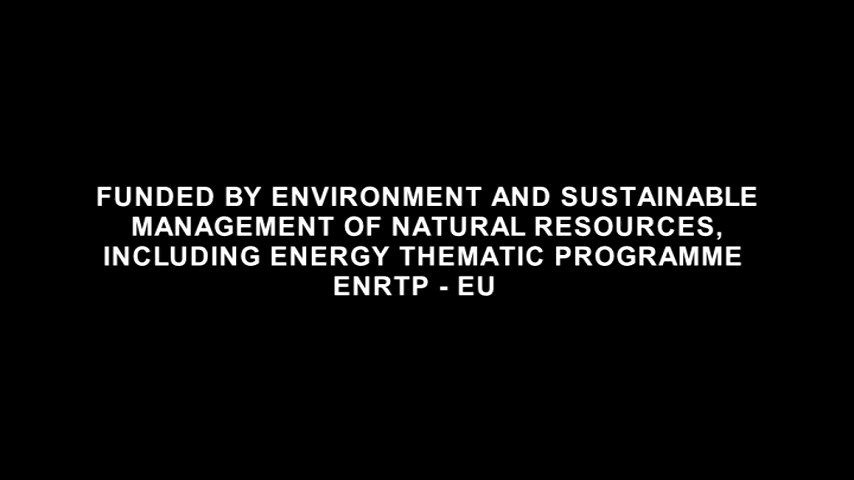 FUNDED BY ENVIRONMENT AND SUSTAINABLE
MANAGEMENT OF NATURAL RESOURCES,
INCLUDING ENERGY THEMATIC PROGRAMME
ENRTP - EU